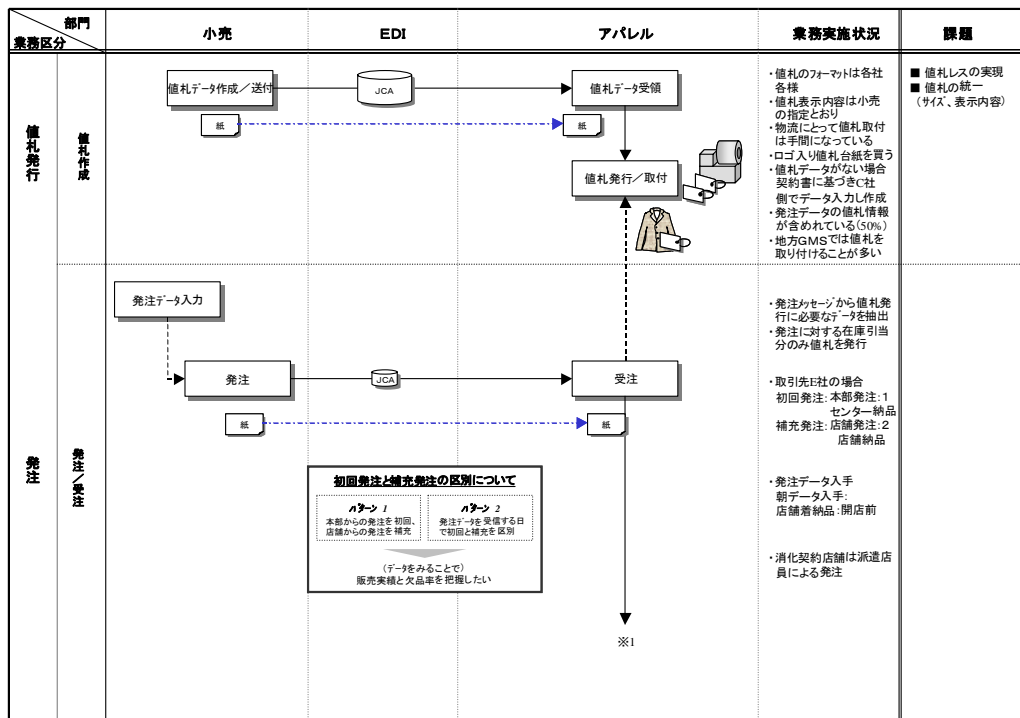 部門
業務区分
小売
EDI
アパレル
業務実施状況
課題
値札発行
値札作成
値札データ作成／送付
JCA
値札データ受領
紙
紙
値札発行／取付
・値札のフォーマットは各社
各様
・値札表示内容は小売
の指定とおり
・物流にとって値札取付
は手間になっている
・ロゴ入り値札台紙を買う
・値札データがない場合
契約書に基づきC社
側でデータ入力し作成
・発注データの値札情報
が含めれている(50%)
・地方GMSでは値札を
取り付けることが多い
■ 値札レスの実現
■ 値札の統一
（サイズ、表示内容）
発注
発注／受注
発注データ入力
発注
JCA
受注
紙
紙
初回発注と補充発注の区別について
パターン 1
本部からの発注を初回、
店舗からの発注を補充
パターン 2
発注データを受信する日
で初回と補充を区別
(データをみることで)
販売実績と欠品率を把握したい
※1
・発注メッセージから値札発
行に必要なデータを抽出
・発注に対する在庫引当
分のみ値札を発行
・取引先E社の場合
初回発注：本部発注：1
センター納品
補充発注：店舗発注：2
店舗納品
・発注データ入手
朝データ入手：
店舗着納品：開店前
・消化契約店舗は派遣店
員による発注